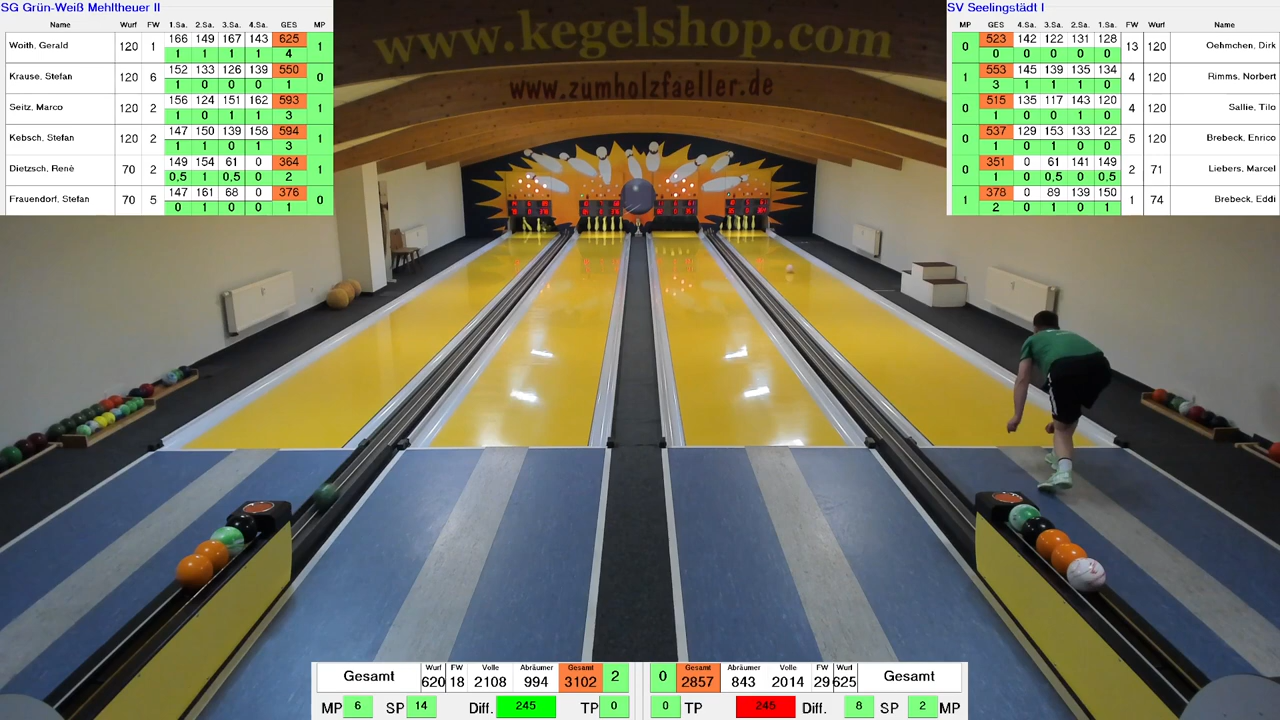 SG Grün-Weiß Mehltheuer II
Name Wurf FW 1.Sa. 2.Sa. 3.Sa. 4.Sa. GES MP
Woith, Gerald 120 1 166 149 167 143 625 1
1 1 1 1 4
Krause, Stefan 120 6 152 133 126 139 550 0
1 0 0 0 1
Seitz, Marco 120 2 156 124 151 162 593 1
1 0 1 1 3
Kebsch, Stefan 120 2 147 150 139 158 594 1
1 1 0 1 3
Dietzsch, Renè 70 2 149 154 61 0 364 1
0,5 1 0,5 0 2
Frauendorf, Stefan 70 5 147 161 68 0 376 0
0 1 0 0 1
www.kegelshop.com
www.zumholzfaeller.de
SV Seelingstädt I
MP GES 4.Sa. 3.Sa. 2.Sa. 1.Sa. FW Wurf Name
0 523 142 122 131 128 13 120 Oehmchen, Dirk
0 0 0 0 0
1 553 145 139 135 134 4 120 Rimms, Norbert
3 1 1 1 0
0 515 135 117 143 120 4 120 Sallie, Tilo
1 0 0 1 0
0 537 129 153 133 122 5 120 Brebeck, Enrico
1 0 1 0 0
0 351 0 61 141 149 2 71 Liebers, Marcel
1 0 0,5 0 0,5
1 378 0 89 139 150 1 74 Brebeck, Eddi
2 0 1 0 1
Gesamt Wurf 620 FW 18 Volle 2108 Abräumer 994 Gesamt 3102 2
MP 6 SP 14 Diff. 245 TP 0
0 Gesamt 2857 Abräumer 843 Volle 2014 FW 29 Wurf 625 Gesamt
0 TP 245 Diff. 8 SP 2 MP